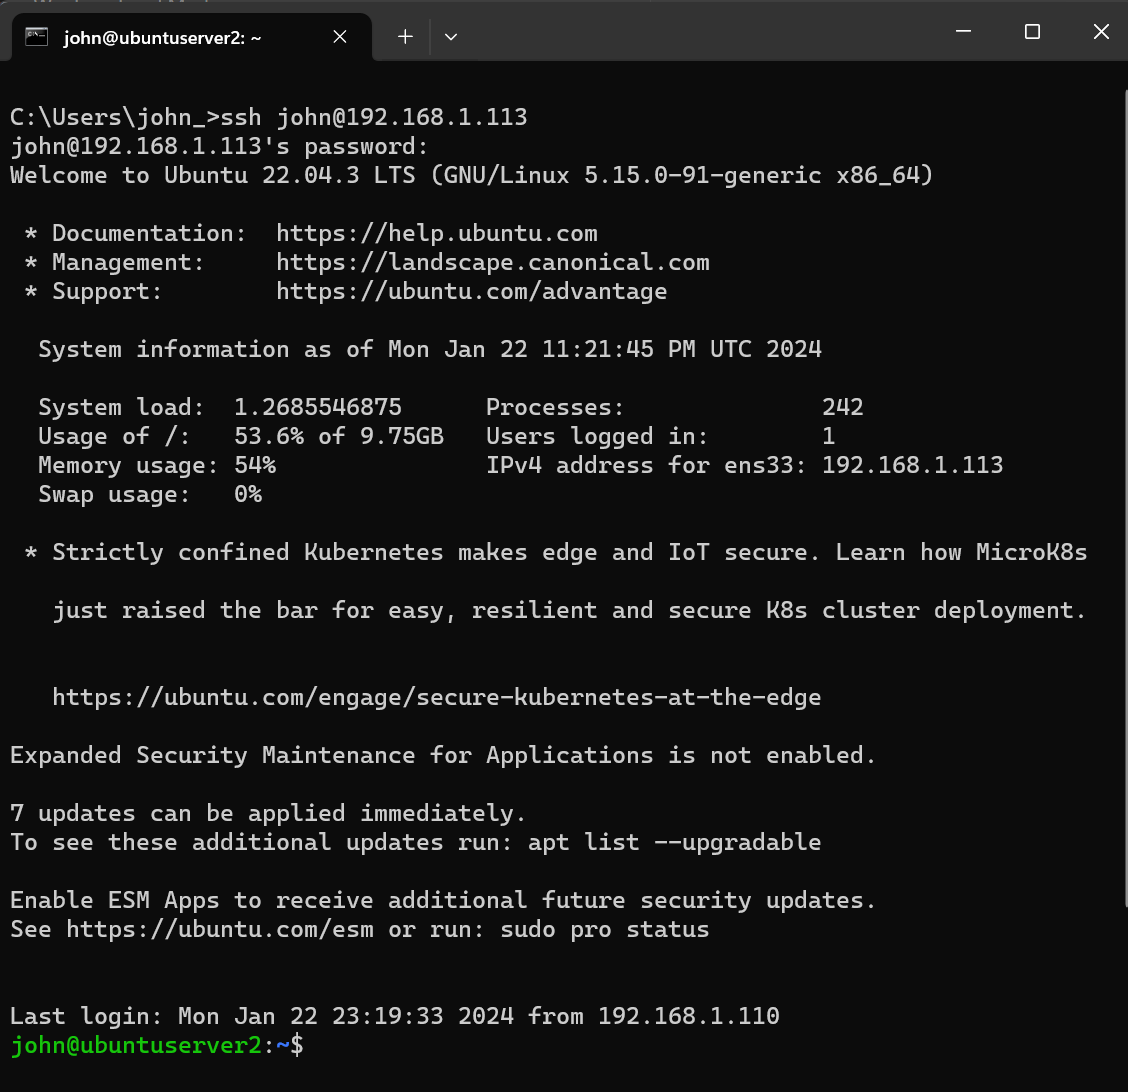 john@ubuntuserver2: ~
C:\Users\john_>ssh john@192.168.1.113
john@192.168.1.113's password:
Welcome to Ubuntu 22.04.3 LTS (GNU/Linux 5.15.0-91-generic x86_64)
* Documentation:  https://help.ubuntu.com
* Management:     https://landscape.canonical.com
* Support:        https://ubuntu.com/advantage
System information as of Mon Jan 22 11:21:45 PM UTC 2024
System load:  1.2685546875      Processes:              242
Usage of /:   53.6% of 9.75GB   Users logged in:        1
Memory usage: 54%               IPv4 address for ens33: 192.168.1.113
Swap usage:   0%
* Strictly confined Kubernetes makes edge and IoT secure. Learn how MicroK8s
just raised the bar for easy, resilient and secure K8s cluster deployment.
https://ubuntu.com/engage/secure-kubernetes-at-the-edge
Expanded Security Maintenance for Applications is not enabled.
7 updates can be applied immediately.
To see these additional updates run: apt list --upgradable
Enable ESM Apps to receive additional future security updates.
See https://ubuntu.com/esm or run: sudo pro status
Last login: Mon Jan 22 23:19:33 2024 from 192.168.1.110
john@ubuntuserver2:~$